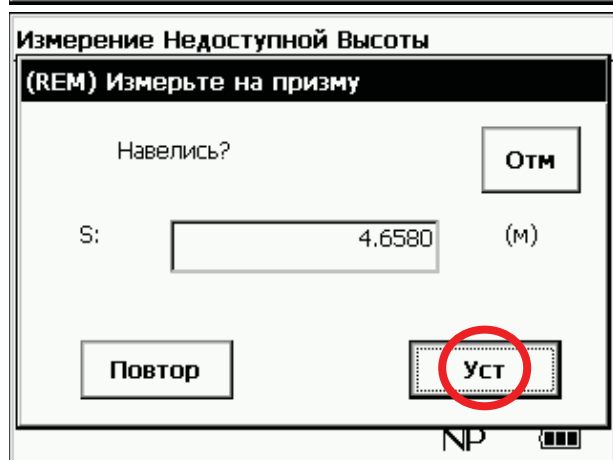 Измерение Недоступной Высоты
(REM) Измерьте на призму
Навелись?
Отм
S: 4.6580 (м)
Повтор Уст
NP